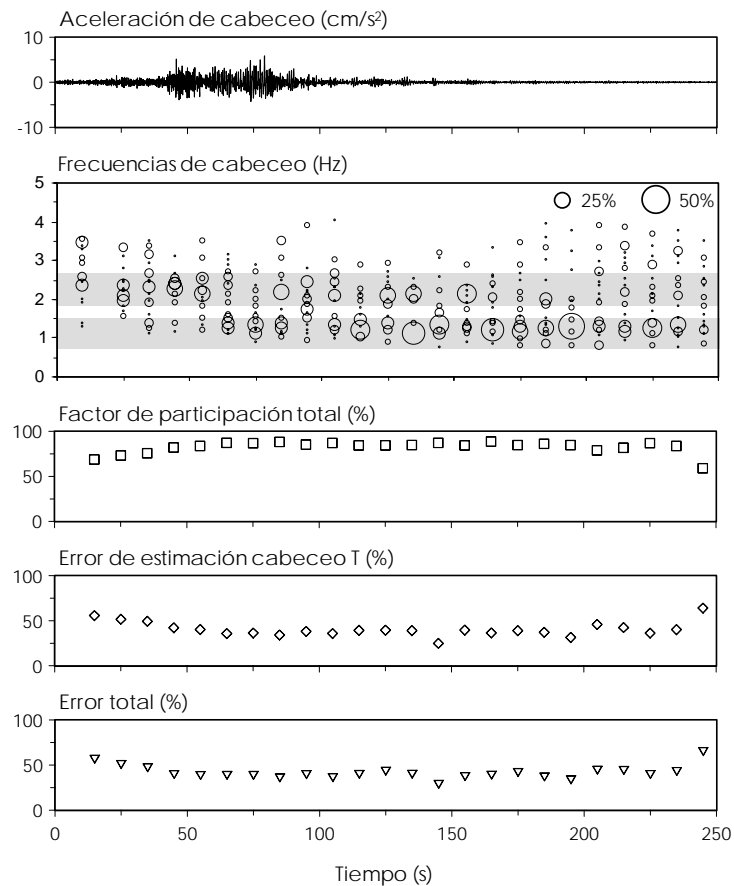 Aceleración de cabeceo (cm/s²)
10
0
-10
Frecuencias de cabeceo (Hz)
5
4
3
2
1
0
25%
50%
Factor de participación total (%)
100
50
0
Error de estimación cabeceo T (%)
100
50
0
Error total (%)
100
50
0
0 50 100 150 200 250
Tiempo (s)